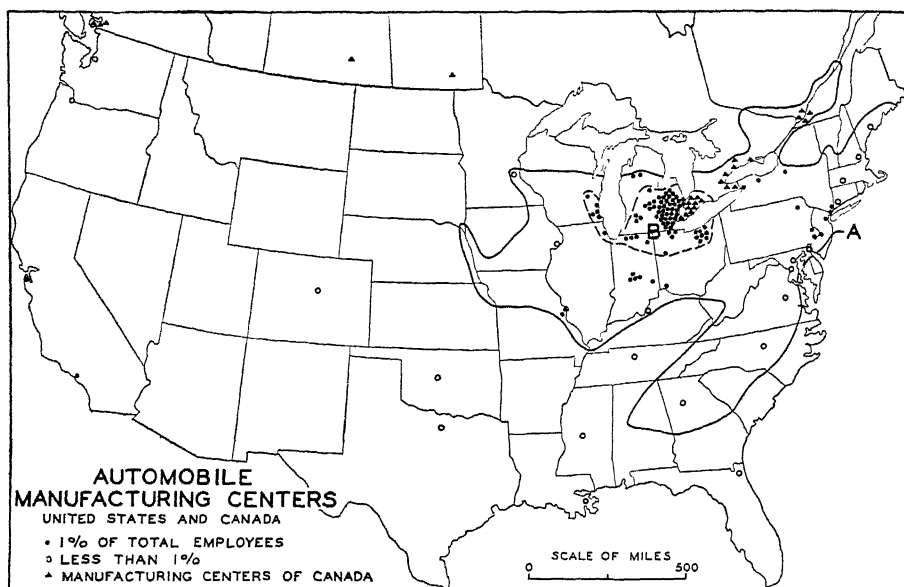 A
B
AUTOMOBILE
MANUFACTURING CENTERS
UNITED STATES AND CANADA
• 1% OF TOTAL EMPLOYEES
○ LESS THAN 1%
▲ MANUFACTURING CENTERS OF CANADA
SCALE OF MILES
0 500